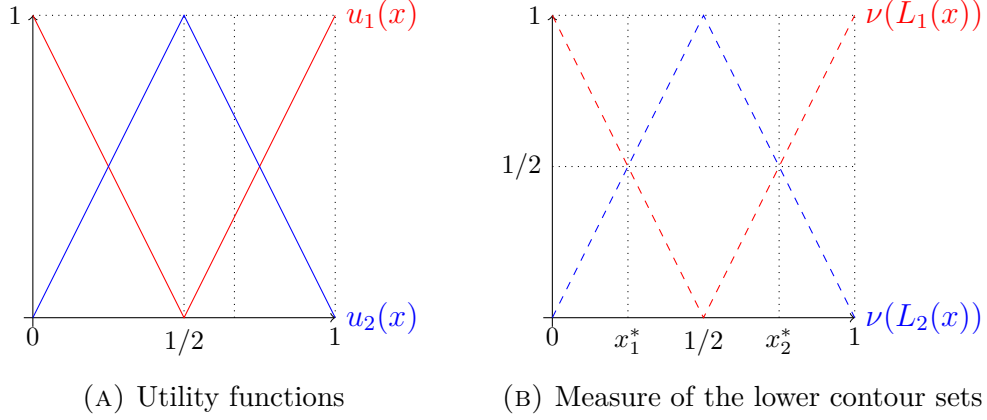 1
u₁(x)
u₂(x)
0
1/2
1
(A) Utility functions
1
ν(L₁(x))
1/2
ν(L₂(x))
0
x₁*
1/2
x₂*
1
(B) Measure of the lower contour sets